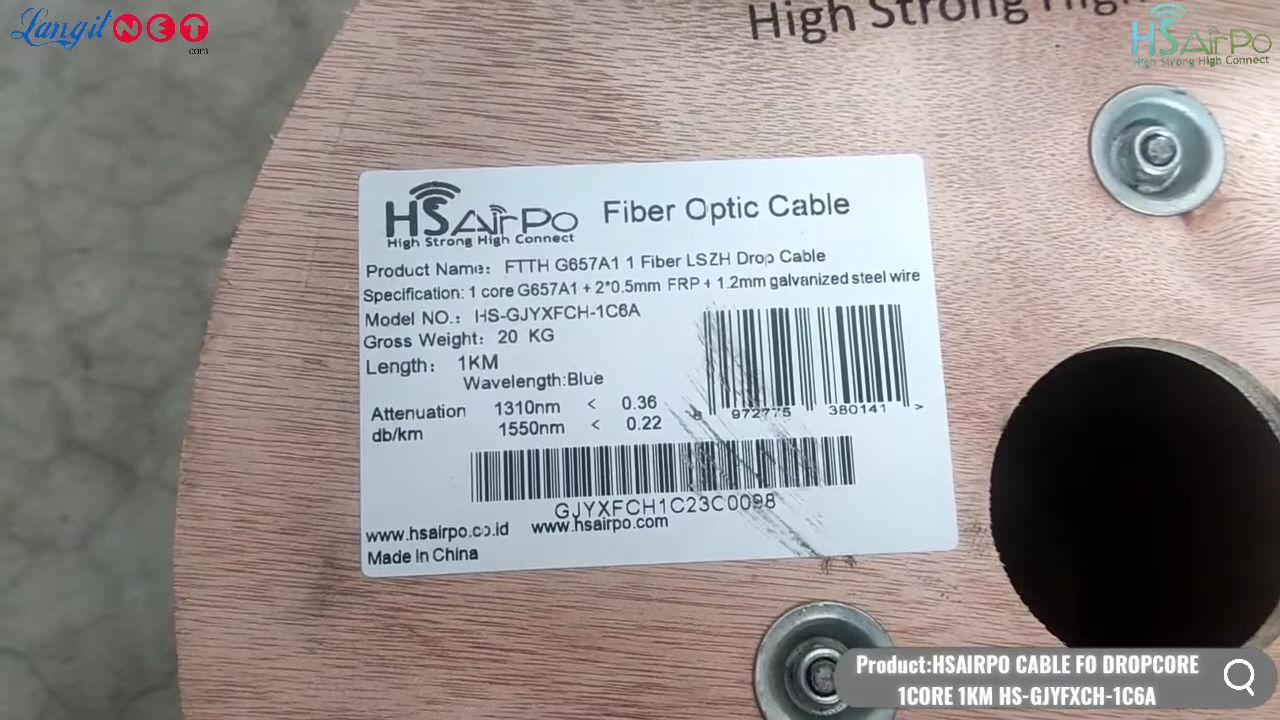 LangitNET
.com
High Strong High
HSAirPo
High Strong High Connect
HSAirPo
High Strong High Connect
Fiber Optic Cable
Product Name: FTTH G657A1 1 Fiber LSZH Drop Cable
Specification: 1 core G657A1 + 2*0.5mm FRP + 1.2mm galvanized steel wire
Model NO.: HS-GJYXFCH-1C6A
Gross Weight: 20 KG
Length: 1KM
Wavelength:Blue
Attenuation 1310nm < 0.36
db/km 1550nm < 0.22
972775 380141 >
GJYXFCH1C23C0098
www.hsairpo.co.id www.hsairpo.com
Made in China
Product:HSAIRPO CABLE FO DROPCORE
1CORE 1KM HS-GJYFXCH-1C6A